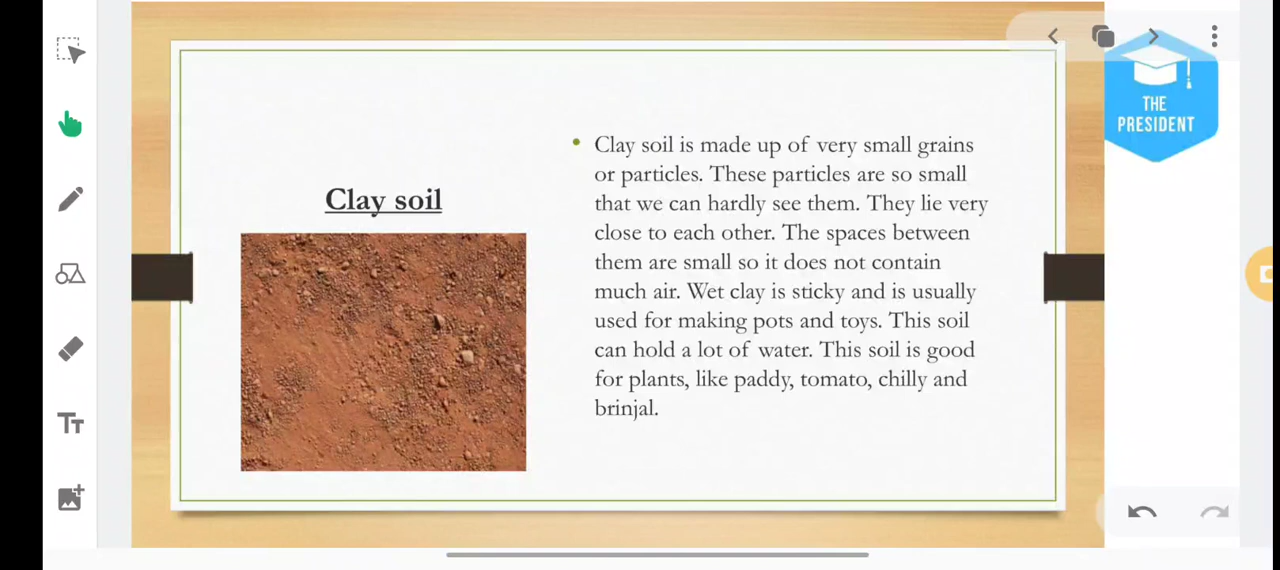 THE
PRESIDENT
Clay soil
Clay soil is made up of very small grains
or particles. These particles are so small
that we can hardly see them. They lie very
close to each other. The spaces between
them are small so it does not contain
much air. Wet clay is sticky and is usually
used for making pots and toys. This soil
can hold a lot of water. This soil is good
for plants, like paddy, tomato, chilly and
brinjal.
TT